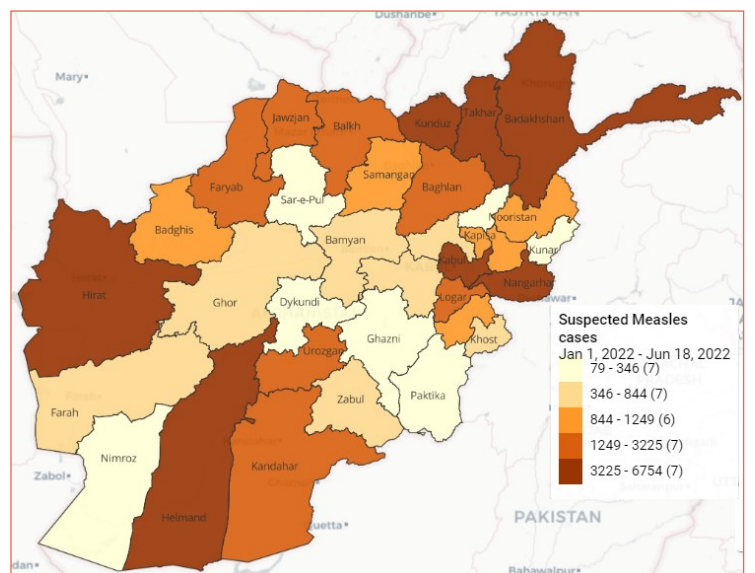 Dushanbe•
TAJIKISTAN
Mary•
Jawzjan
Balkh
Kunduz
Takhar
Badakhshan
Samangan
Faryab
Baghlan
Sar-e-Pul
Nooristan
Badghis
Bamyan
Kapisa
Kunar
Kabul
Hirat
Nangarhar
Ghor
Dykundi
Logar
Ghazni
Khost
Urozgan
Farah
Zabul
Paktika
Nimroz
Kandahar
Zabol•
Helmand
Quetta•
PAKISTAN
Bahawalpur•
Suspected Measles
cases
Jan 1, 2022 - Jun 18, 2022
79 - 346 (7)
346 - 844 (7)
844 - 1249 (6)
1249 - 3225 (7)
3225 - 6754 (7)